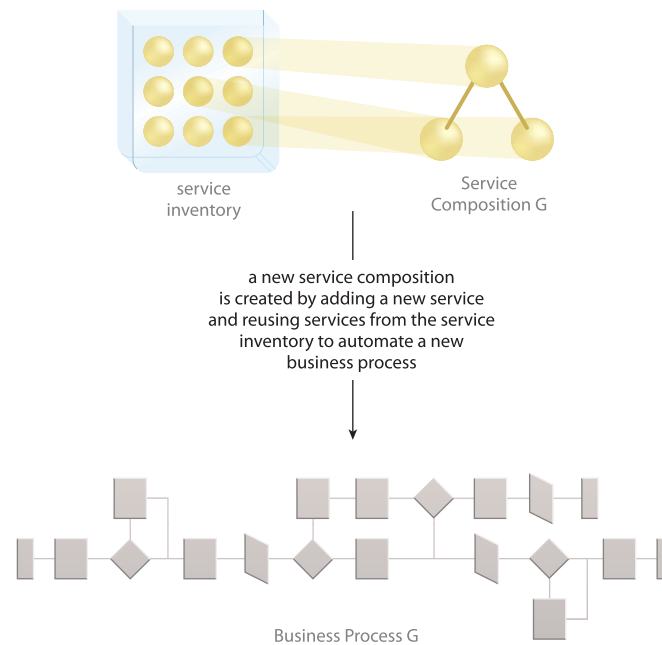 service
inventory
Service
Composition G
a new service composition
is created by adding a new service
and reusing services from the service
inventory to automate a new
business process
Business Process G